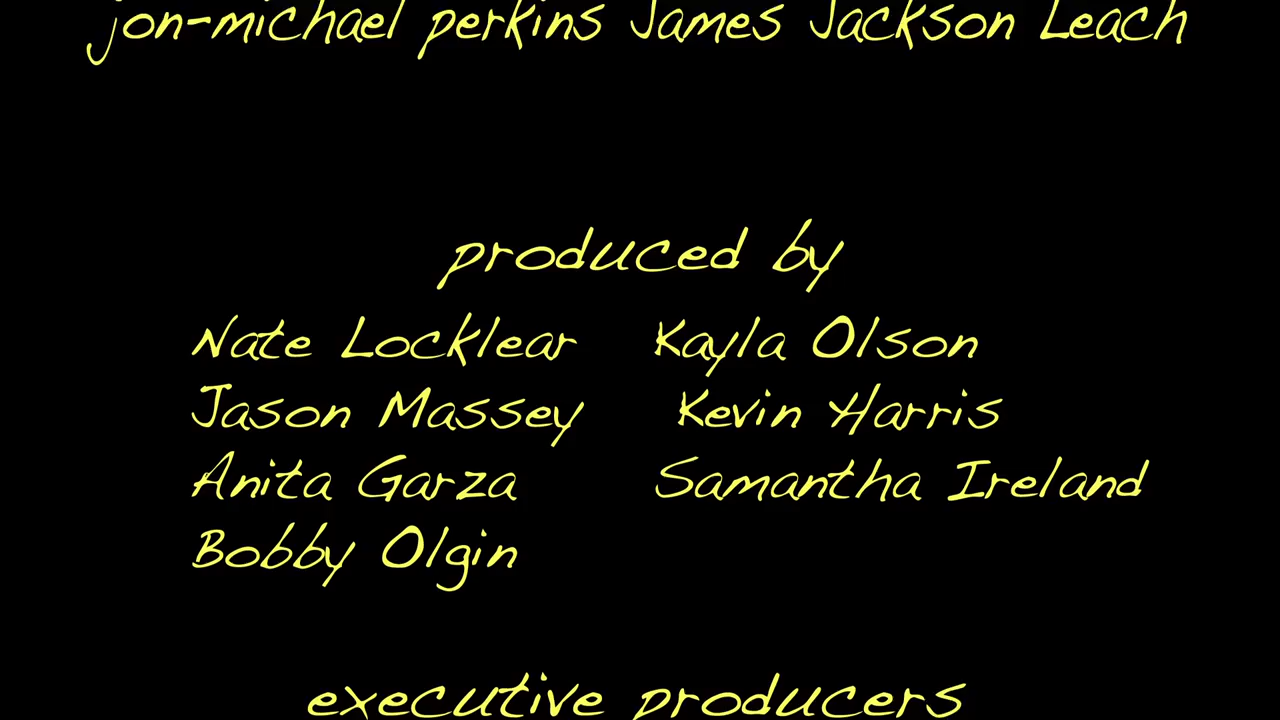 jon-michael perkins James Jackson Leach
produced by
Nate Locklear Kayla Olson
Jason Massey Kevin Harris
Anita Garza Samantha Ireland
Bobby Olgin
executive producers